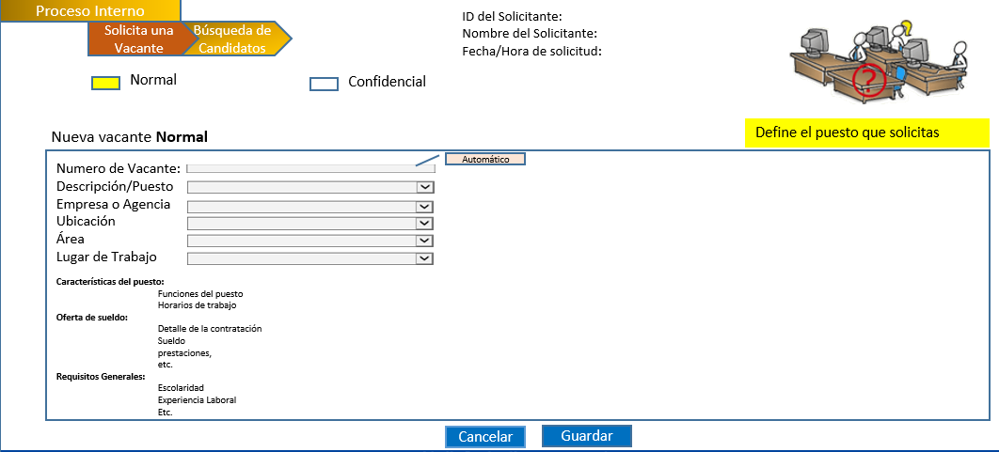 Proceso Interno
Solicita una
Vacante
Búsqueda de
Candidatos
ID del Solicitante:
Nombre del Solicitante:
Fecha/Hora de solicitud:
Normal
Confidencial
?
Define el puesto que solicitas
Nueva vacante Normal
Numero de Vacante:
Automático
Descripción/Puesto
Empresa o Agencia
Ubicación
Área
Lugar de Trabajo
Características del puesto:
Funciones del puesto
Horarios de trabajo
Oferta de sueldo:
Detalle de la contratación
Sueldo
prestaciones,
etc.
Requisitos Generales:
Escolaridad
Experiencia Laboral
Etc.
Cancelar
Guardar